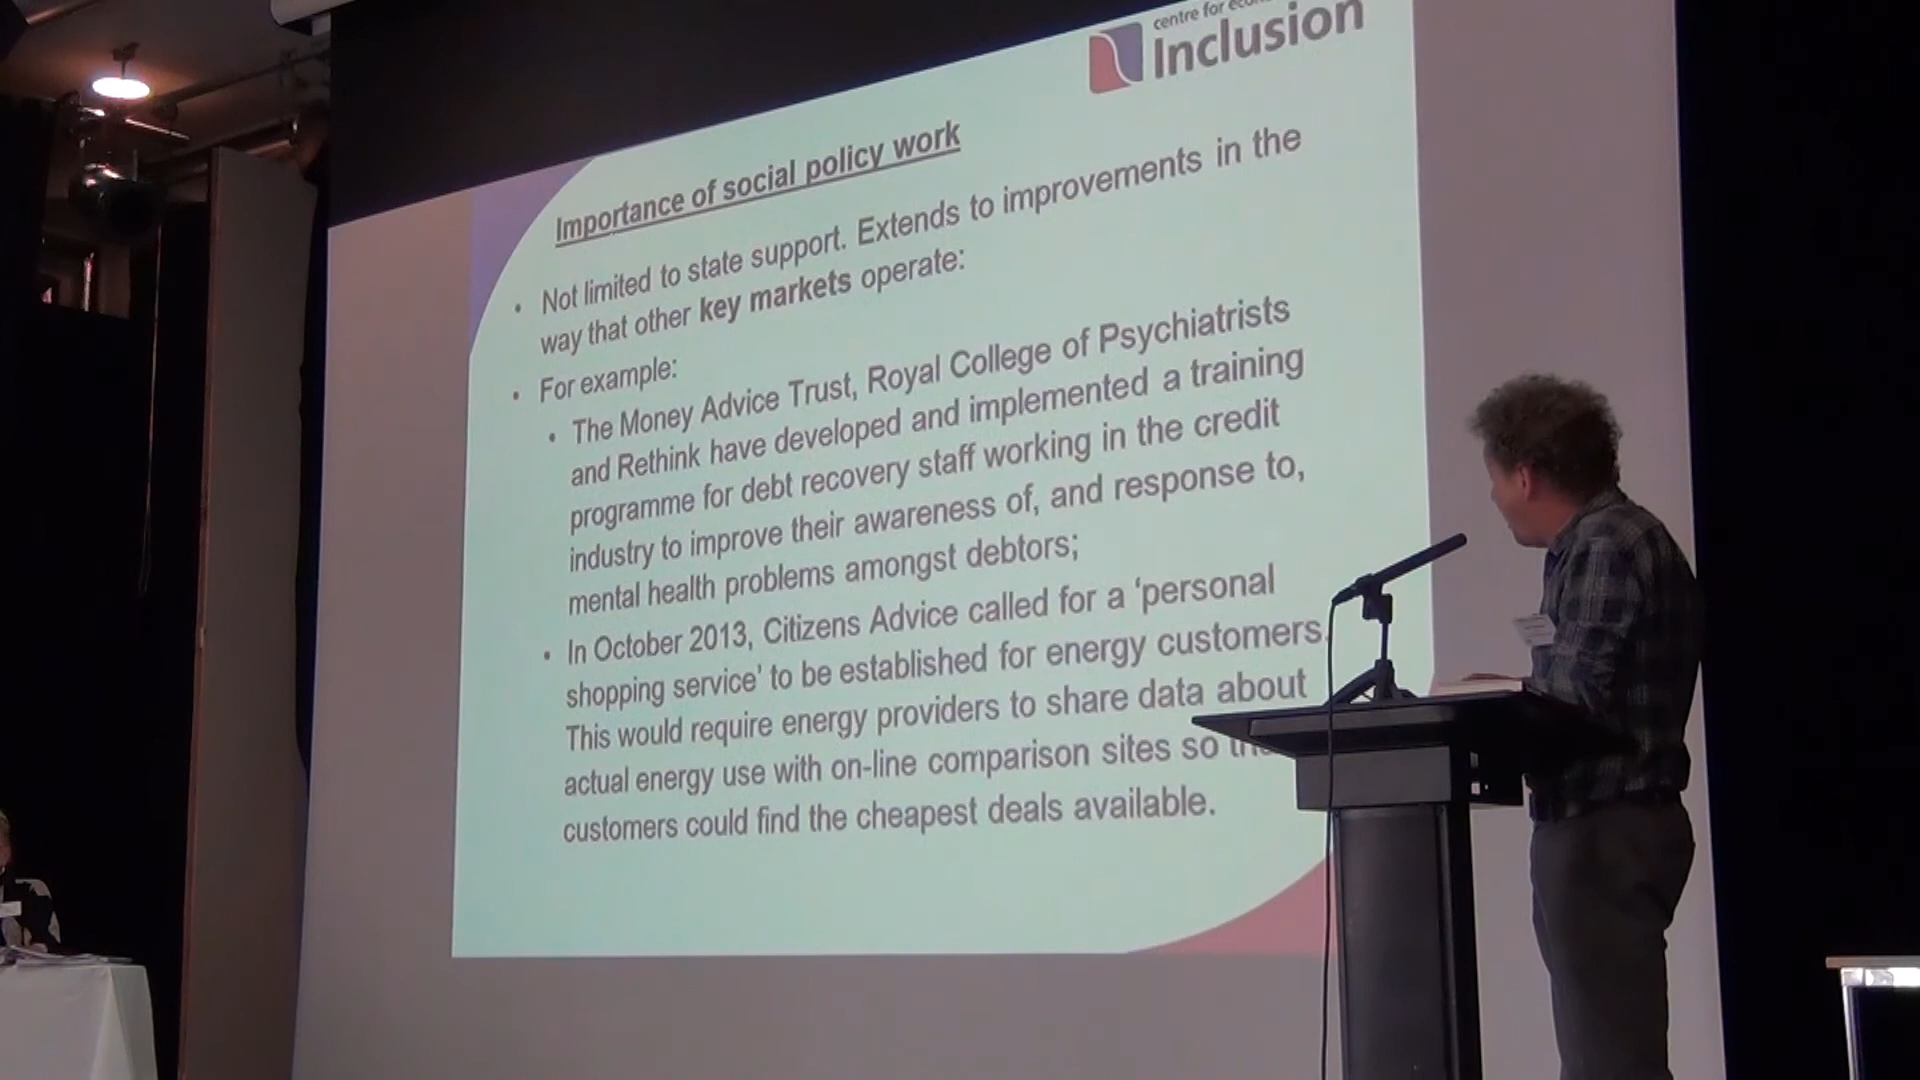 centre for
Inclusion
Importance of social policy work
• Not limited to state support. Extends to improvements in the
way that other key markets operate:
• For example:
• The Money Advice Trust, Royal College of Psychiatrists
and Rethink have developed and implemented a training
programme for debt recovery staff working in the credit
industry to improve their awareness of, and response to,
mental health problems amongst debtors;
• In October 2013, Citizens Advice called for a ‘personal
shopping service’ to be established for energy customers.
This would require energy providers to share data about
actual energy use with on-line comparison sites so
customers could find the cheapest deals available.